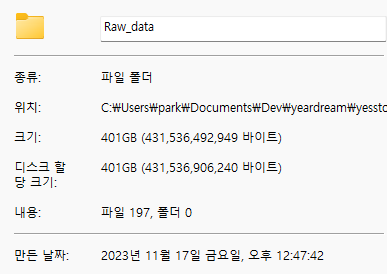 Raw_data
종류: 파일 폴더
위치: C:₩Users₩park₩Documents₩Dev₩yeardream₩yessto
크기: 401GB (431,536,492,949 바이트)
디스크 할 401GB (431,536,906,240 바이트)
당 크기:
내용: 파일 197, 폴더 0
만든 날짜: 2023년 11월 17일 금요일, 오후 12:47:42